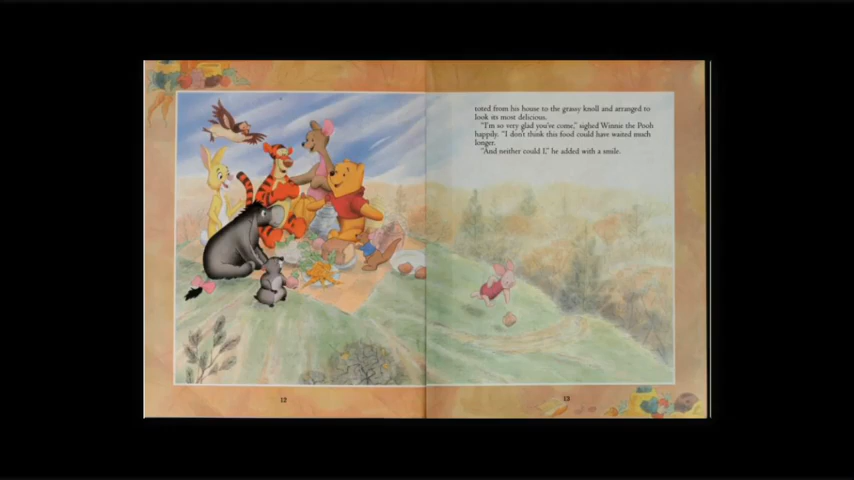 toted from his house to the grassy knoll and arranged to
look its most delicious.
"I'm so very glad you've come," sighed Winnie the Pooh
happily. "I don't think this food could have waited much
longer.
"And neither could I," he added with a smile.
12
13